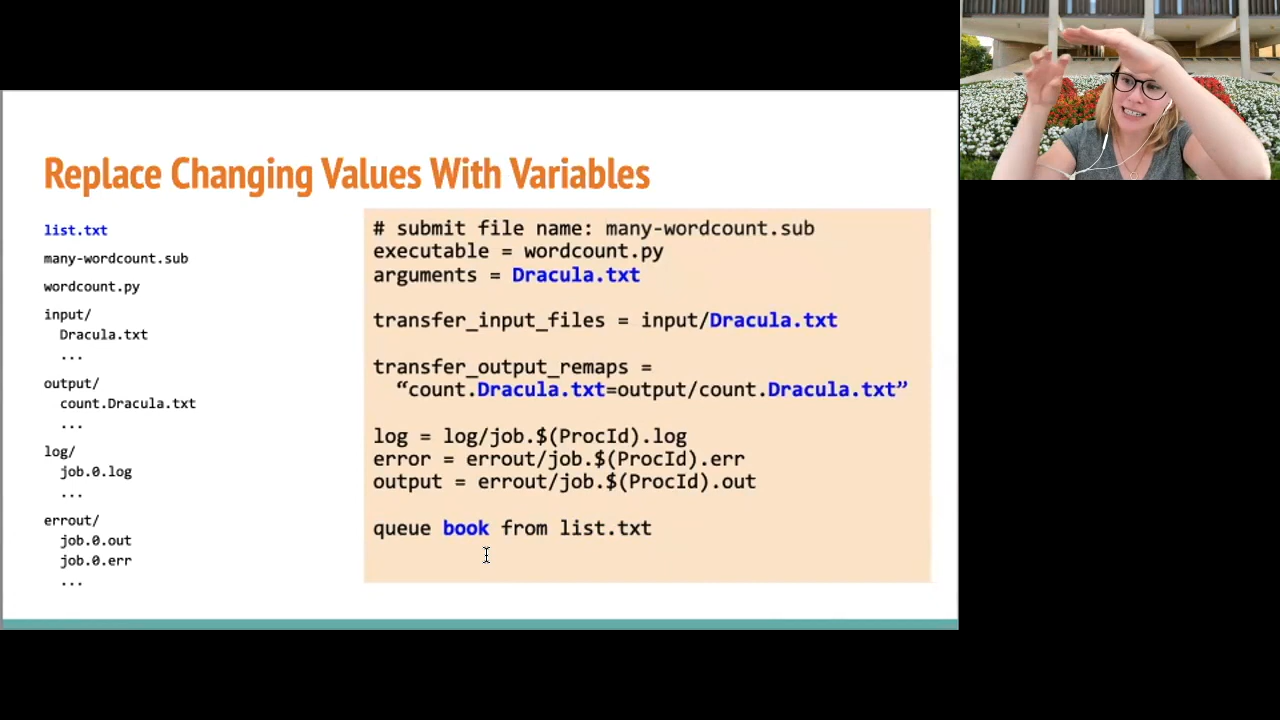 Replace Changing Values With Variables
list.txt
many-wordcount.sub
wordcount.py
input/
Dracula.txt
...
output/
count.Dracula.txt
...
log/
job.0.log
...
errout/
job.0.out
job.0.err
...
# submit file name: many-wordcount.sub
executable = wordcount.py
arguments = Dracula.txt
transfer_input_files = input/Dracula.txt
transfer_output_remaps =
“count.Dracula.txt=output/count.Dracula.txt”
log = log/job.$(ProcId).log
error = errout/job.$(ProcId).err
output = errout/job.$(ProcId).out
queue book from list.txt